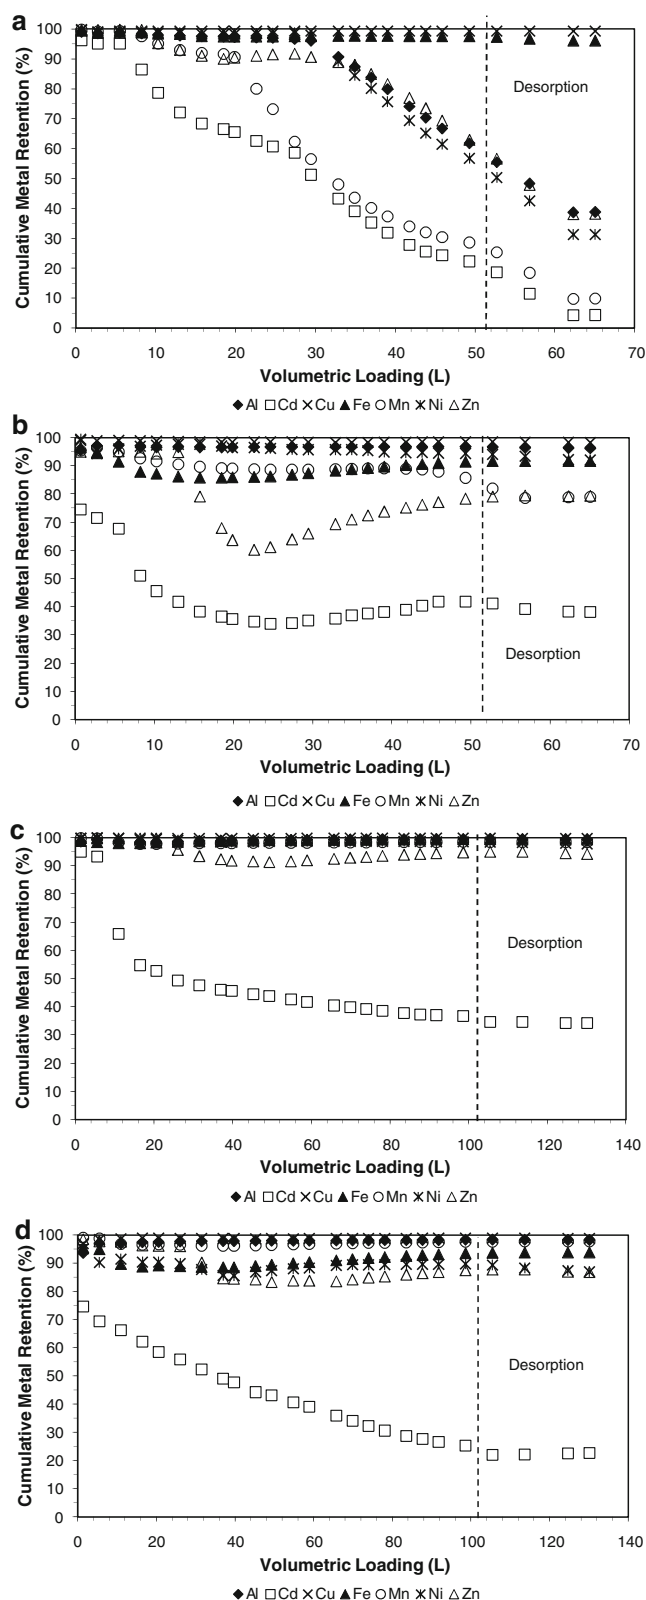 a
Cumulative Metal Retention (%)
100
90
80
70
60
50
40
30
20
10
0
Desorption
0 10 20 30 40 50 60 70
Volumetric Loading (L)
◆Al □Cd ×Cu ▲Fe ○Mn ✳Ni △Zn
b
Cumulative Metal Retention (%)
100
90
80
70
60
50
40
30
20
10
0
Desorption
0 10 20 30 40 50 60 70
Volumetric Loading (L)
◆Al □Cd ×Cu ▲Fe ○Mn ✳Ni △Zn
c
Cumulative Metal Retention (%)
100
90
80
70
60
50
40
30
20
10
0
Desorption
0 20 40 60 80 100 120 140
Volumetric Loading (L)
◆Al □Cd ×Cu ▲Fe ○Mn ✳Ni △Zn
d
Cumulative Metal Retention (%)
100
90
80
70
60
50
40
30
20
10
0
Desorption
0 20 40 60 80 100 120 140
Volumetric Loading (L)
◆Al □Cd ×Cu ▲Fe ○Mn ✳Ni △Zn